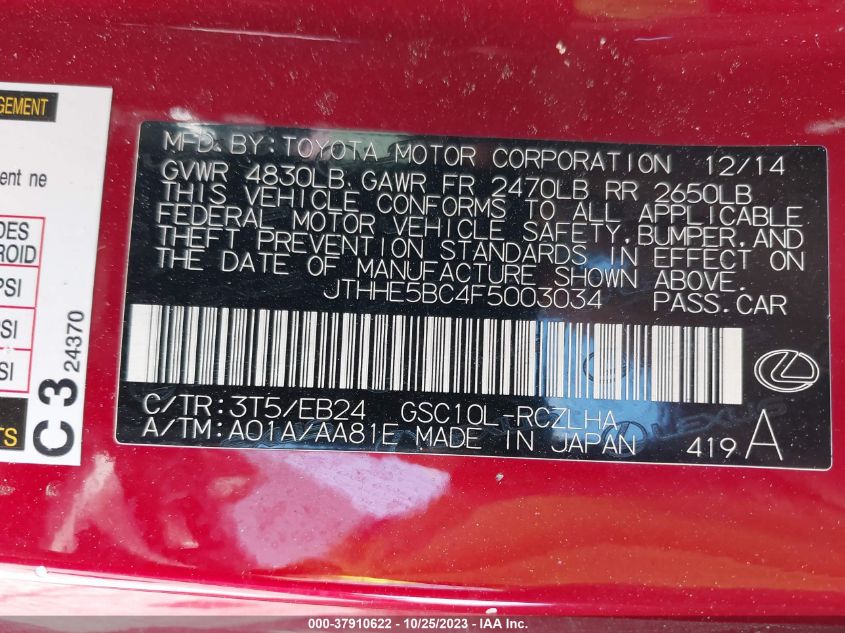 GEMENT
ent ne
DES
ROID
PSI
SI
SI
TS
C 3
24370
MFD. BY: TOYOTA MOTOR CORPORATION 12/14
GVWR 4830LB. GAWR FR 2470LB RR 2650LB
THIS VEHICLE CONFORMS TO ALL APPLICABLE
FEDERAL MOTOR VEHICLE SAFETY, BUMPER, AND
THEFT PREVENTION STANDARDS IN EFFECT ON
THE DATE OF MANUFACTURE SHOWN ABOVE.
JTHHE5BC4F5003034 PASS.CAR
C/TR: 3T5/EB24 GSC10L-RCZLHA
A/TM: A01A/AA81E MADE IN JAPAN
419 A
LEXUS
000-37910622 - 10/25/2023 - © IAA, Inc.